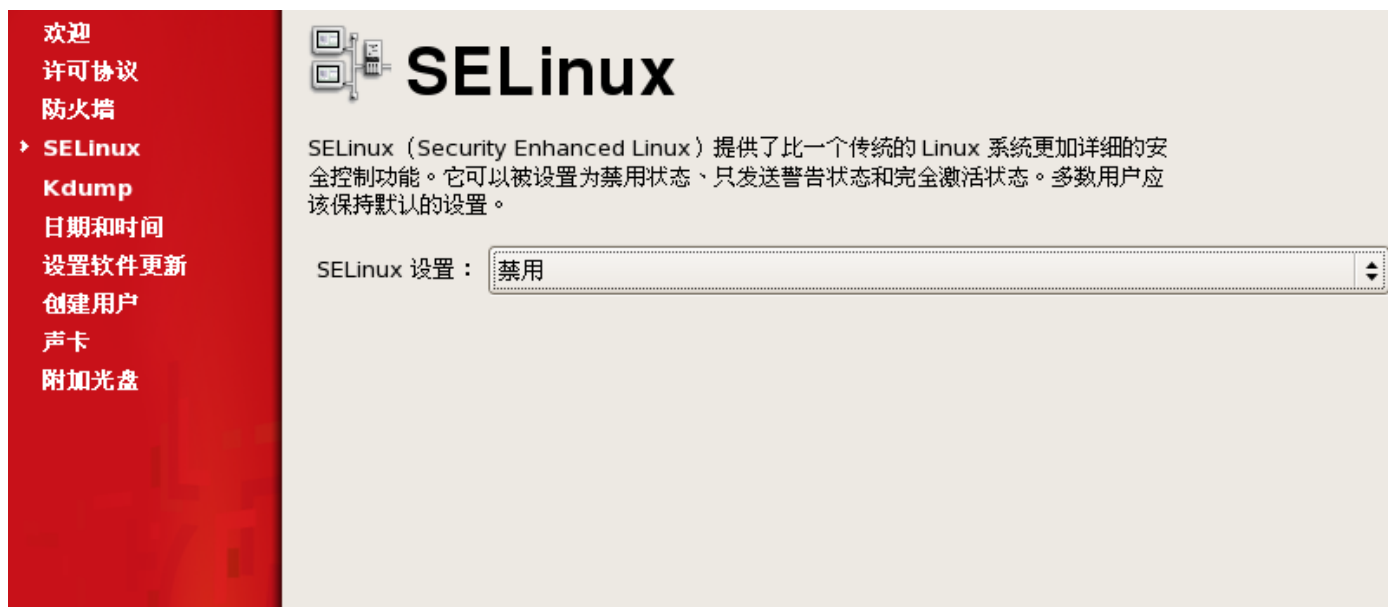 欢迎
许可协议
防火墙
SELinux
Kdump
日期和时间
设置软件更新
创建用户
声卡
附加光盘
SELinux
SELinux（Security Enhanced Linux）提供了比一个传统的 Linux 系统更加详细的安
全控制功能。它可以被设置为禁用状态、只发送警告状态和完全激活状态。多数用户应
该保持默认的设置。
SELinux 设置：禁用